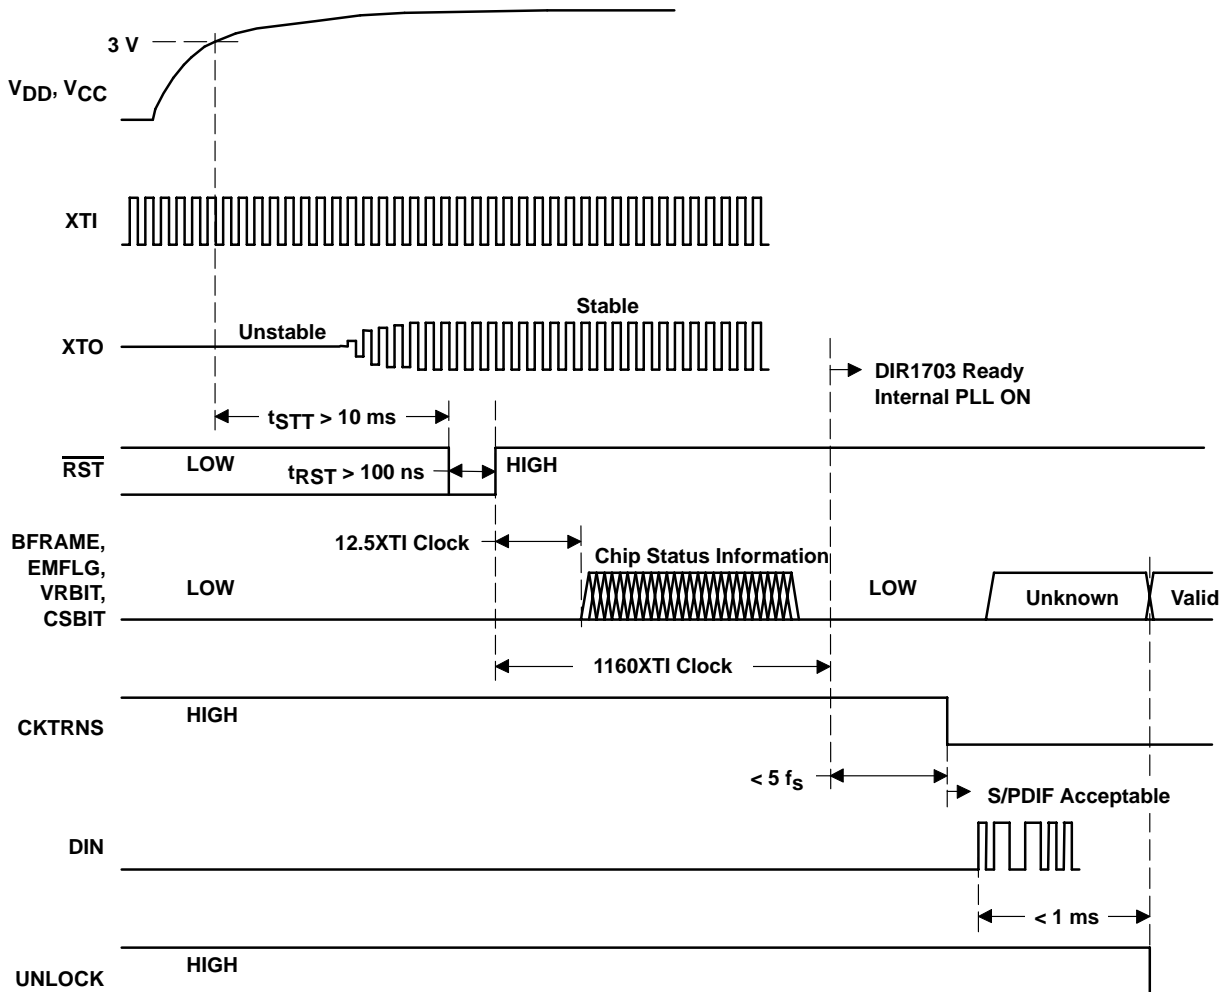 3 V
VDD, VCC
XTI
Stable
Unstable
XTO
DIR1703 Ready
Internal PLL ON
tSTT > 10 ms
RST
LOW
HIGH
tRST > 100 ns
12.5XTI Clock
BFRAME,
EMFLG,
VRBIT,
CSBIT
Chip Status Information
LOW
LOW
Unknown
Valid
1160XTI Clock
HIGH
CKTRNS
< 5 fs
S/PDIF Acceptable
DIN
< 1 ms
HIGH
UNLOCK